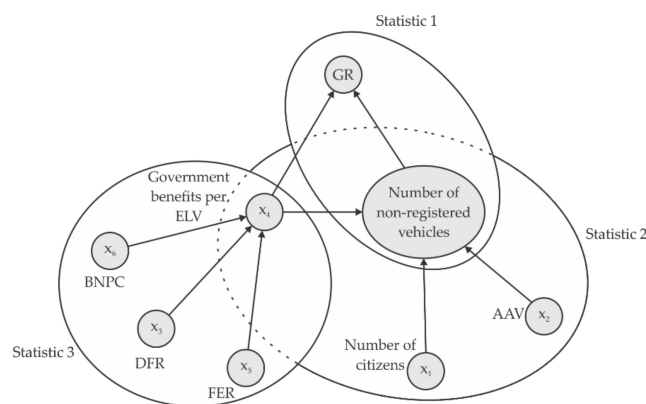 Statistic 1
GR
Government
benefits per
ELV
x₄
Number of
non-registered
vehicles
Statistic 2
x₆
BNPC
x₃
DFR
Statistic 3
x₅
FER
Number of
citizens
x₁
AAV
x₂